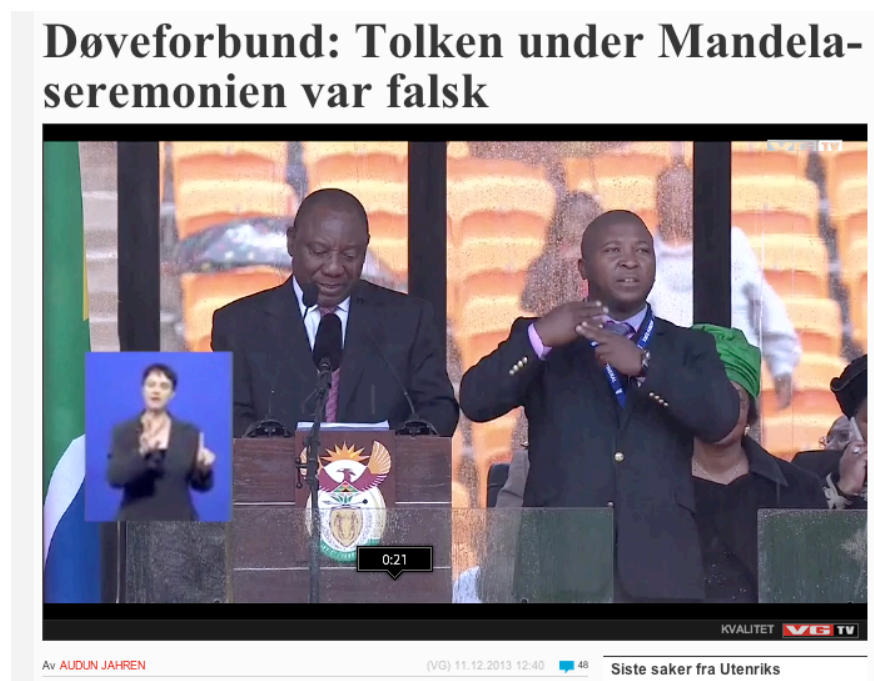 Døveforbund: Tolken under Mandela-
seremonien var falsk
VG TV
0:21
KVALITET VG TV
Av AUDUN JAHREN (VG) 11.12.2013 12:40 48
Siste saker fra Utenriks